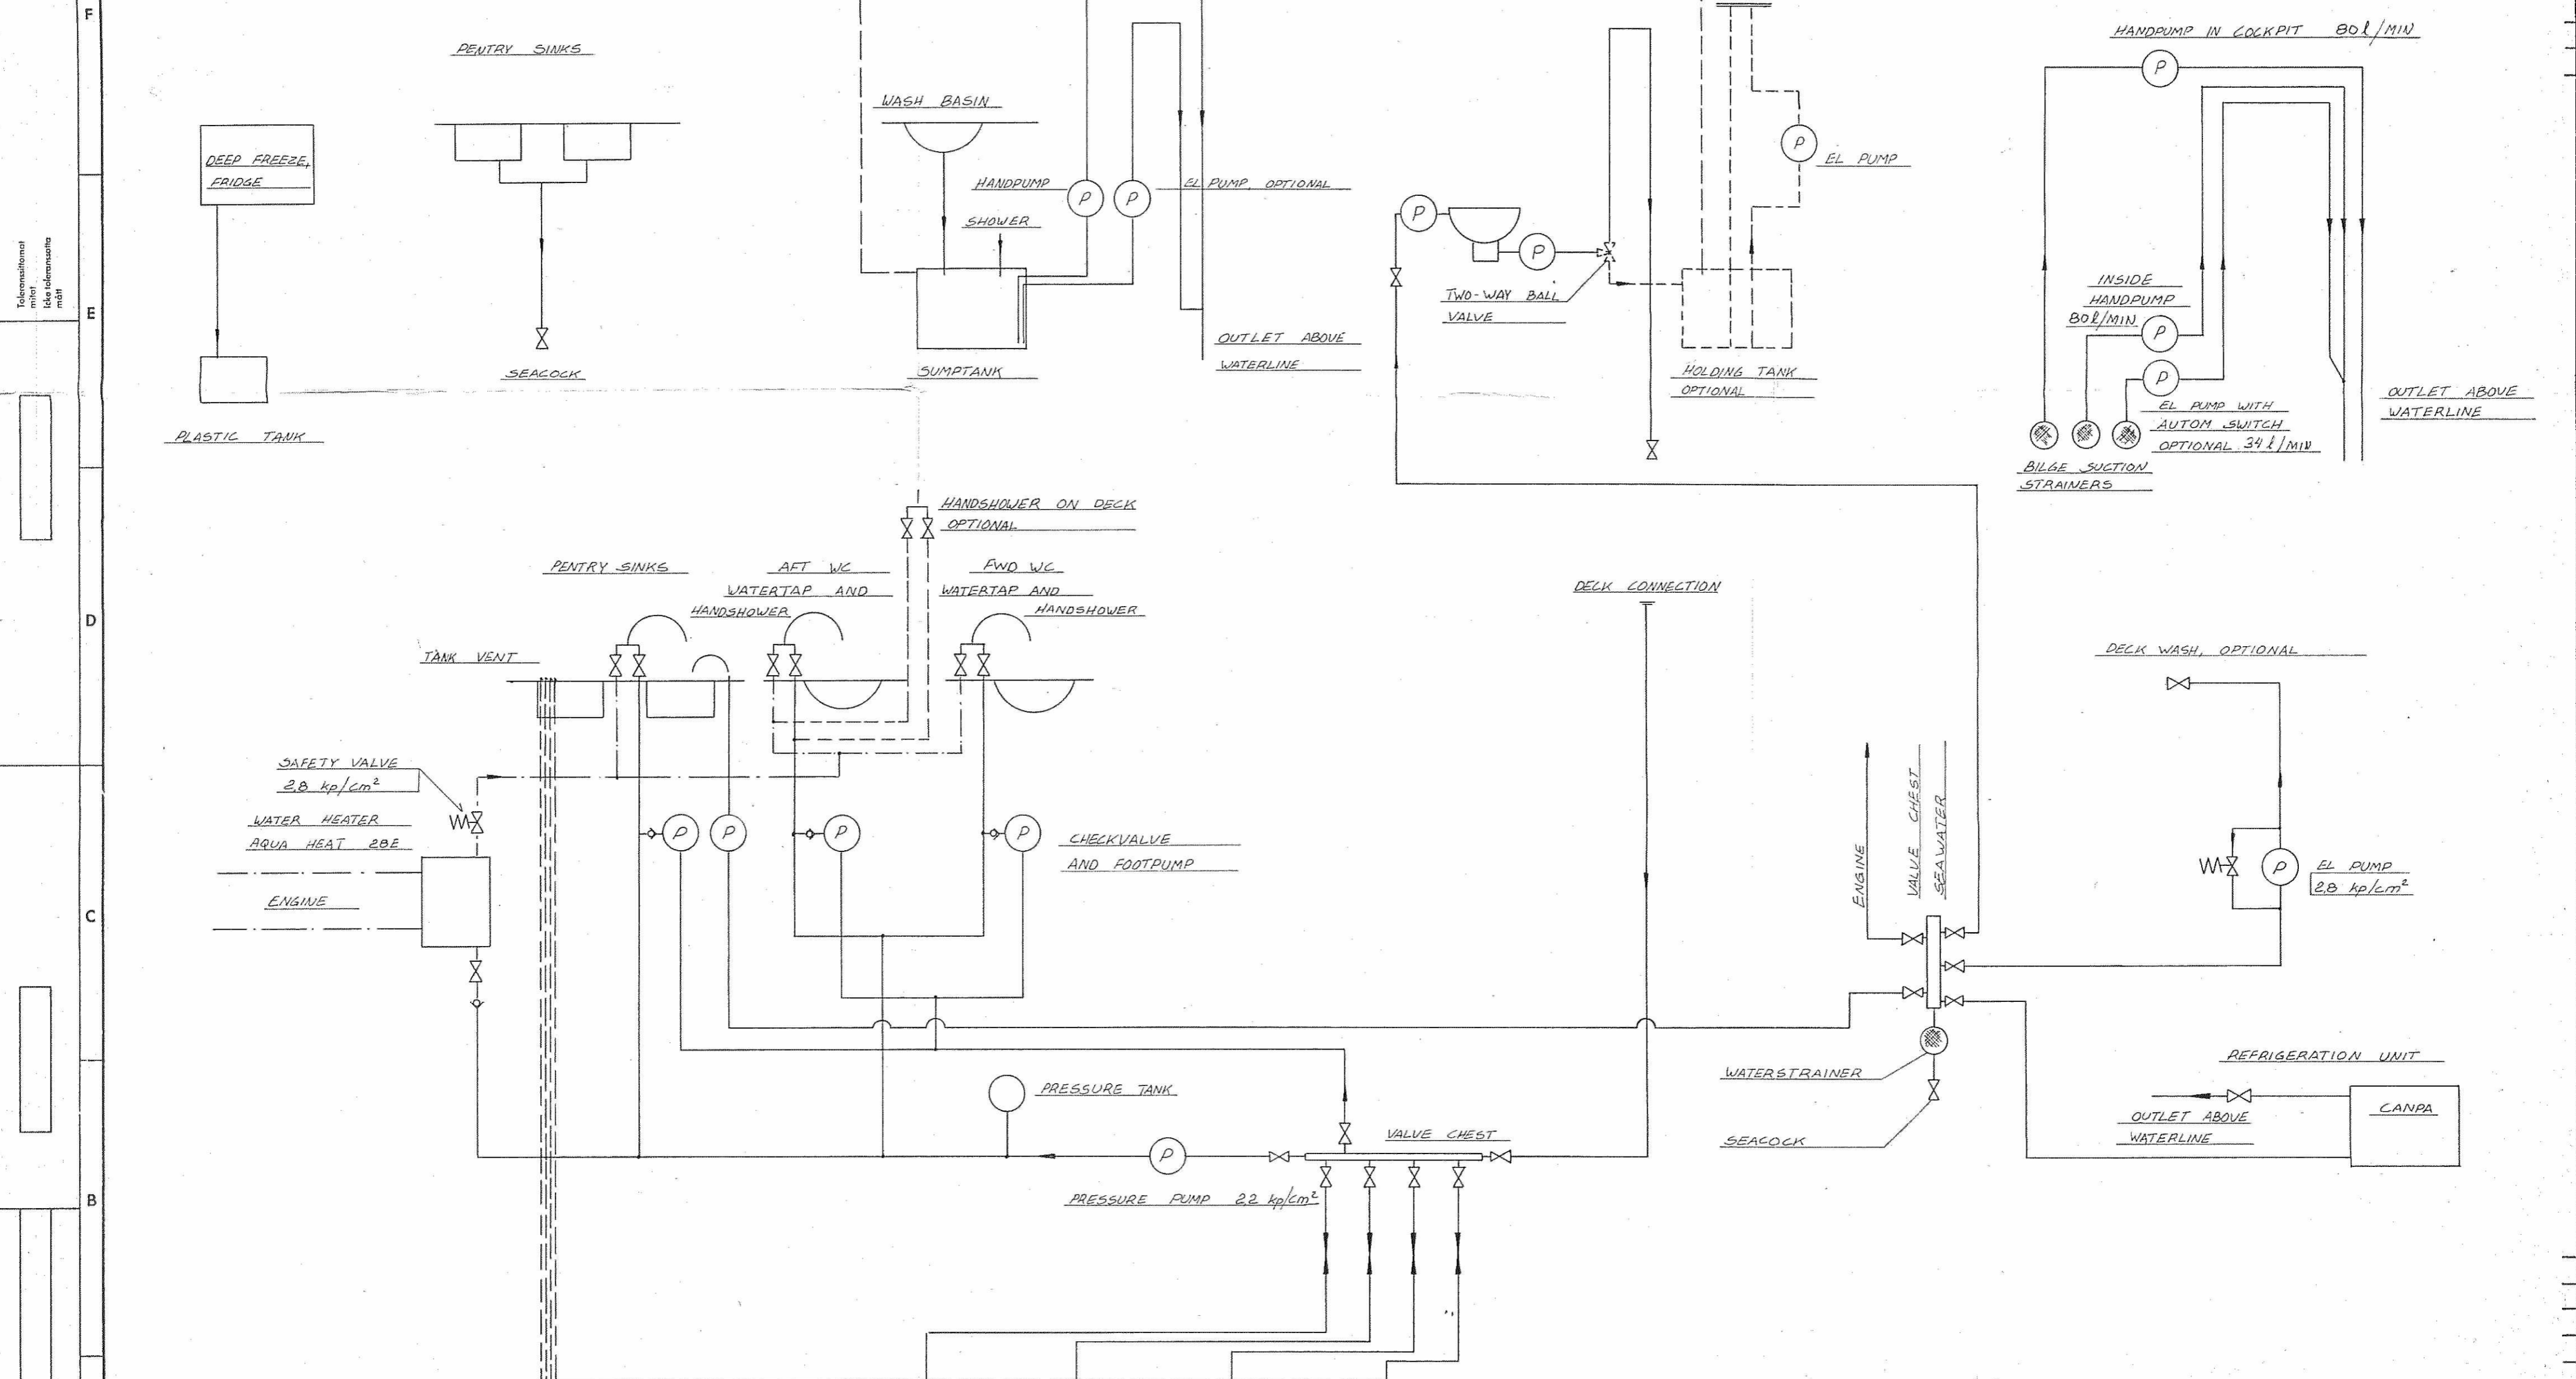 F
PENTRY SINKS
HANDPUMP IN COCKPIT 80 l/MIN
P
WASH BASIN
DEEP FREEZE,
FRIDGE
HANDPUMP
P
P
EL PUMP, OPTIONAL
SHOWER
P
EL PUMP
P
P
TWO-WAY BALL
VALVE
INSIDE
HANDPUMP
80 l/MIN
P
P
Toleranssittomat
mitat
Icke toleranssatta
mått
E
SEACOCK
SUMPTANK
OUTLET ABOVE
WATERLINE
HOLDING TANK
OPTIONAL
EL PUMP WITH
AUTOM SWITCH
OPTIONAL 34 l/MIN
OUTLET ABOVE
WATERLINE
PLASTIC TANK
BILGE SUCTION
STRAINERS
HANDSHOWER ON DECK
OPTIONAL
PENTRY SINKS
AFT WC
WATERTAP AND
HANDSHOWER
FWD WC
WATERTAP AND
HANDSHOWER
DECK CONNECTION
D
TANK VENT
DECK WASH, OPTIONAL
SAFETY VALVE
2,8 kp/cm²
WATER HEATER
AQUA HEAT 28E
ENGINE
P
P
P
P
CHECKVALVE
AND FOOTPUMP
ENGINE
VALVE CHEST
SEAWATER
P
EL PUMP
2,8 kp/cm²
C
WATERSTRAINER
SEACOCK
REFRIGERATION UNIT
CANPA
OUTLET ABOVE
WATERLINE
PRESSURE TANK
VALVE CHEST
P
PRESSURE PUMP 2,2 kp/cm²
B